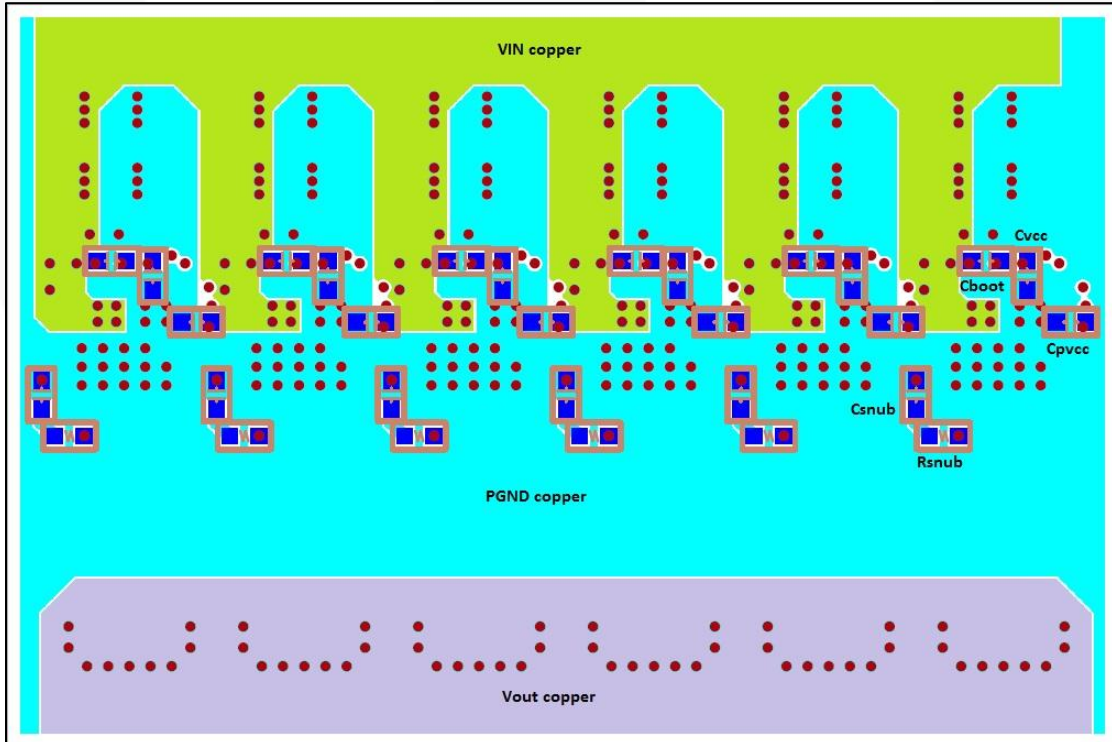 VIN copper
Cvcc
Cboot
Cpvcc
Csnub
Rsnub
PGND copper
Vout copper